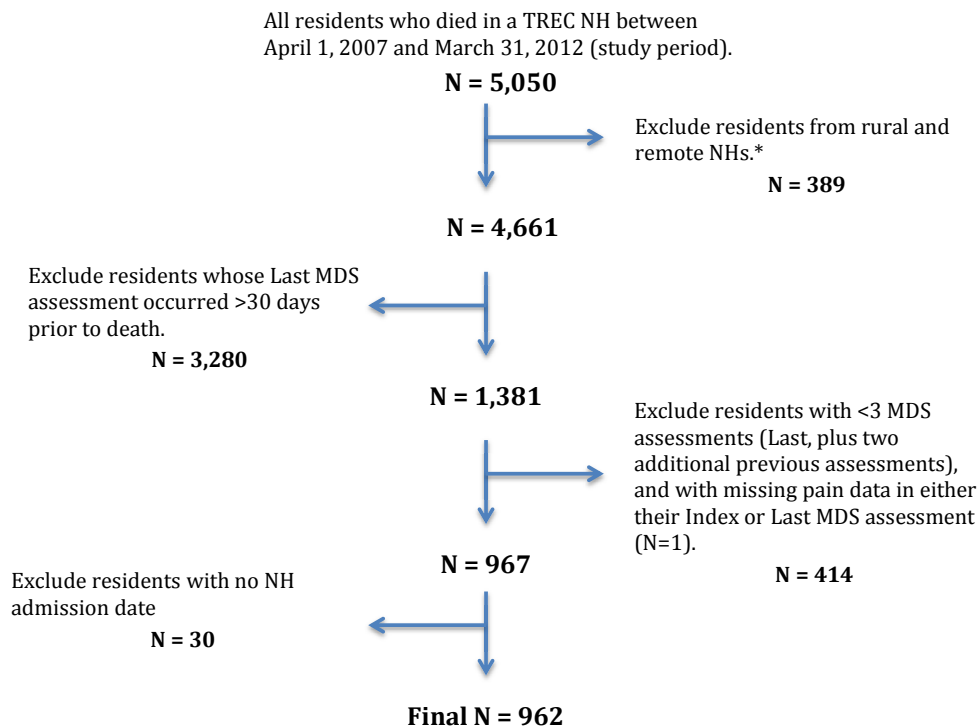 All residents who died in a TREC NH between
April 1, 2007 and March 31, 2012 (study period).
N = 5,050
Exclude residents from rural and
remote NHs.*
N = 389
N = 4,661
Exclude residents whose Last MDS
assessment occurred >30 days
prior to death.
N = 3,280
N = 1,381
Exclude residents with <3 MDS
assessments (Last, plus two
additional previous assessments),
and with missing pain data in either
their Index or Last MDS assessment
(N=1).
N = 414
N = 967
Exclude residents with no NH
admission date
N = 30
Final N = 962